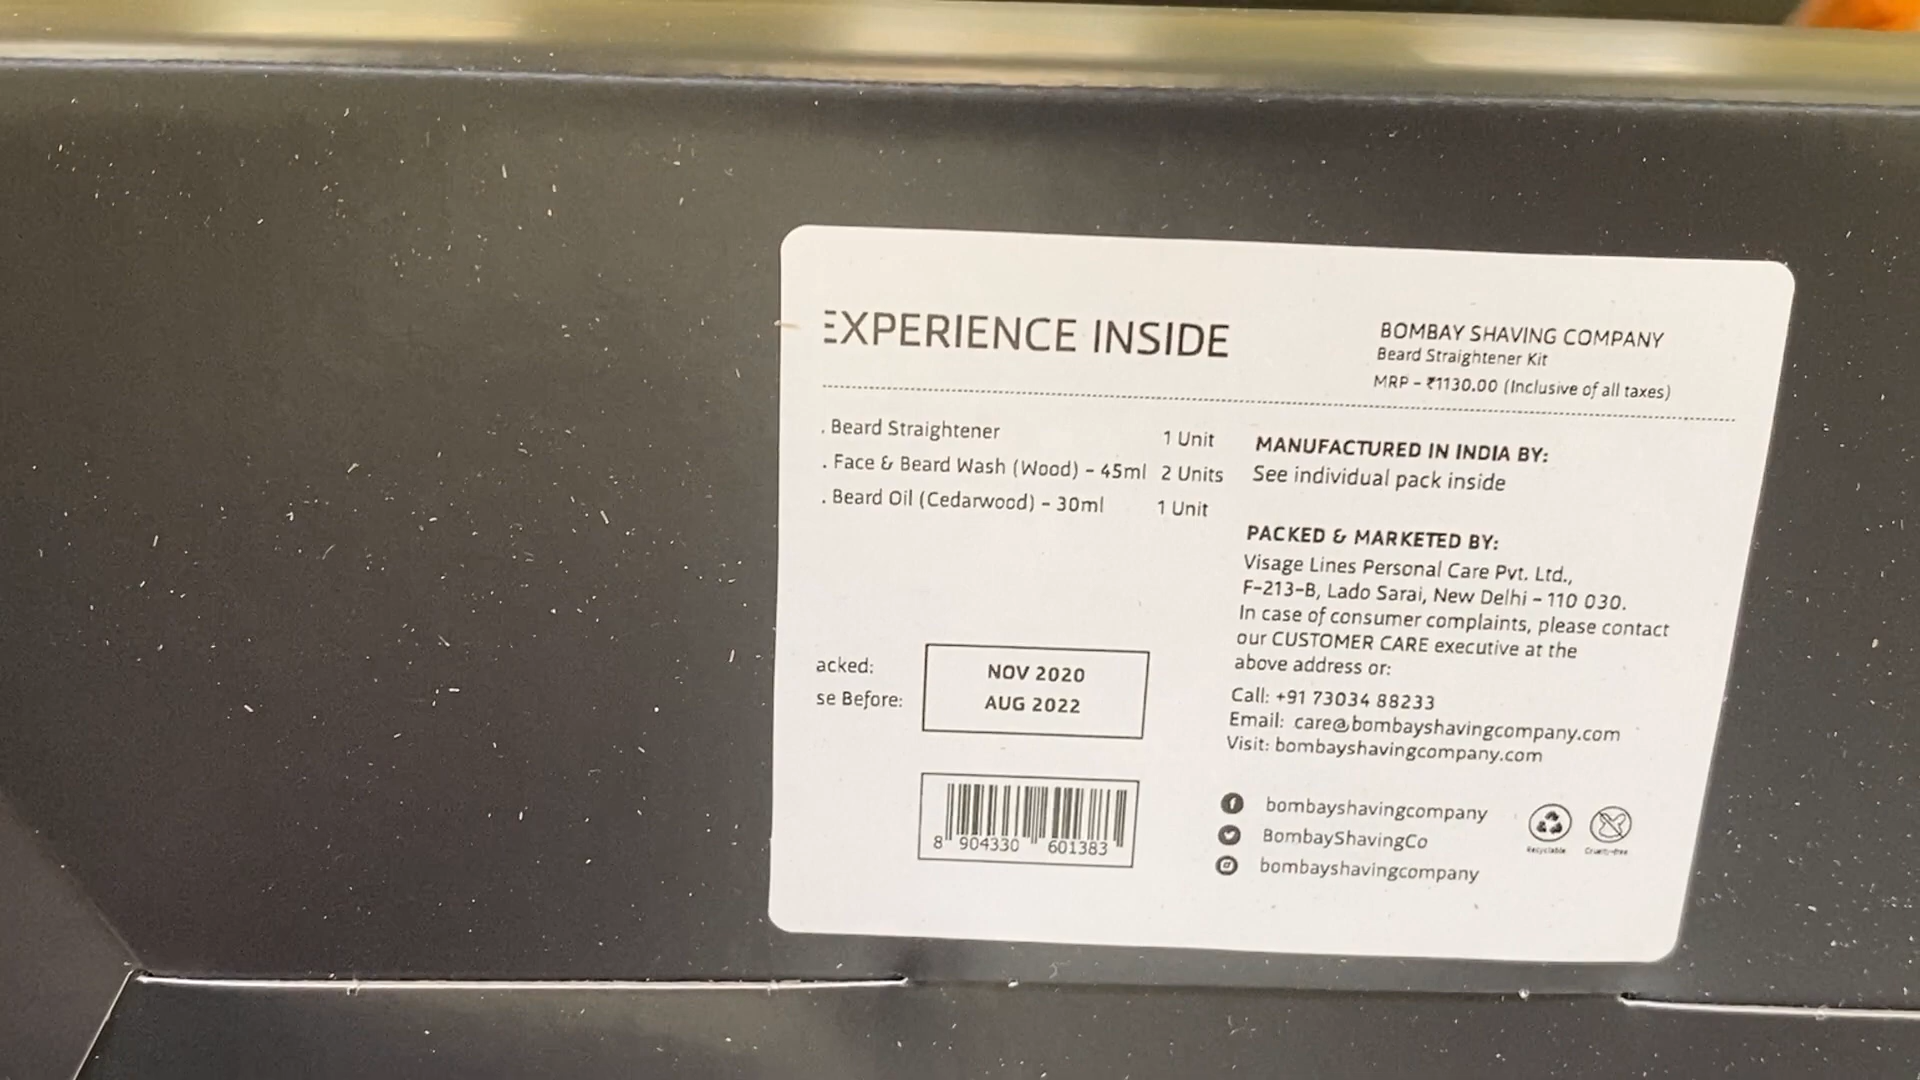 EXPERIENCE INSIDE
BOMBAY SHAVING COMPANY
Beard Straightener Kit
MRP - ₹1130.00 (Inclusive of all taxes)
. Beard Straightener 1 Unit
. Face & Beard Wash (Wood) - 45ml 2 Units
. Beard Oil (Cedarwood) - 30ml 1 Unit
MANUFACTURED IN INDIA BY:
See individual pack inside
PACKED & MARKETED BY:
Visage Lines Personal Care Pvt. Ltd.,
F-213-B, Lado Sarai, New Delhi - 110 030.
In case of consumer complaints, please contact
our CUSTOMER CARE executive at the
above address or:
Call: +91 73034 88233
Email: care@bombayshavingcompany.com
Visit: bombayshavingcompany.com
acked: NOV 2020
se Before: AUG 2022
8 904330 601383
bombayshavingcompany
BombayShavingCo
bombayshavingcompany
Recyclable
Cruelty-free